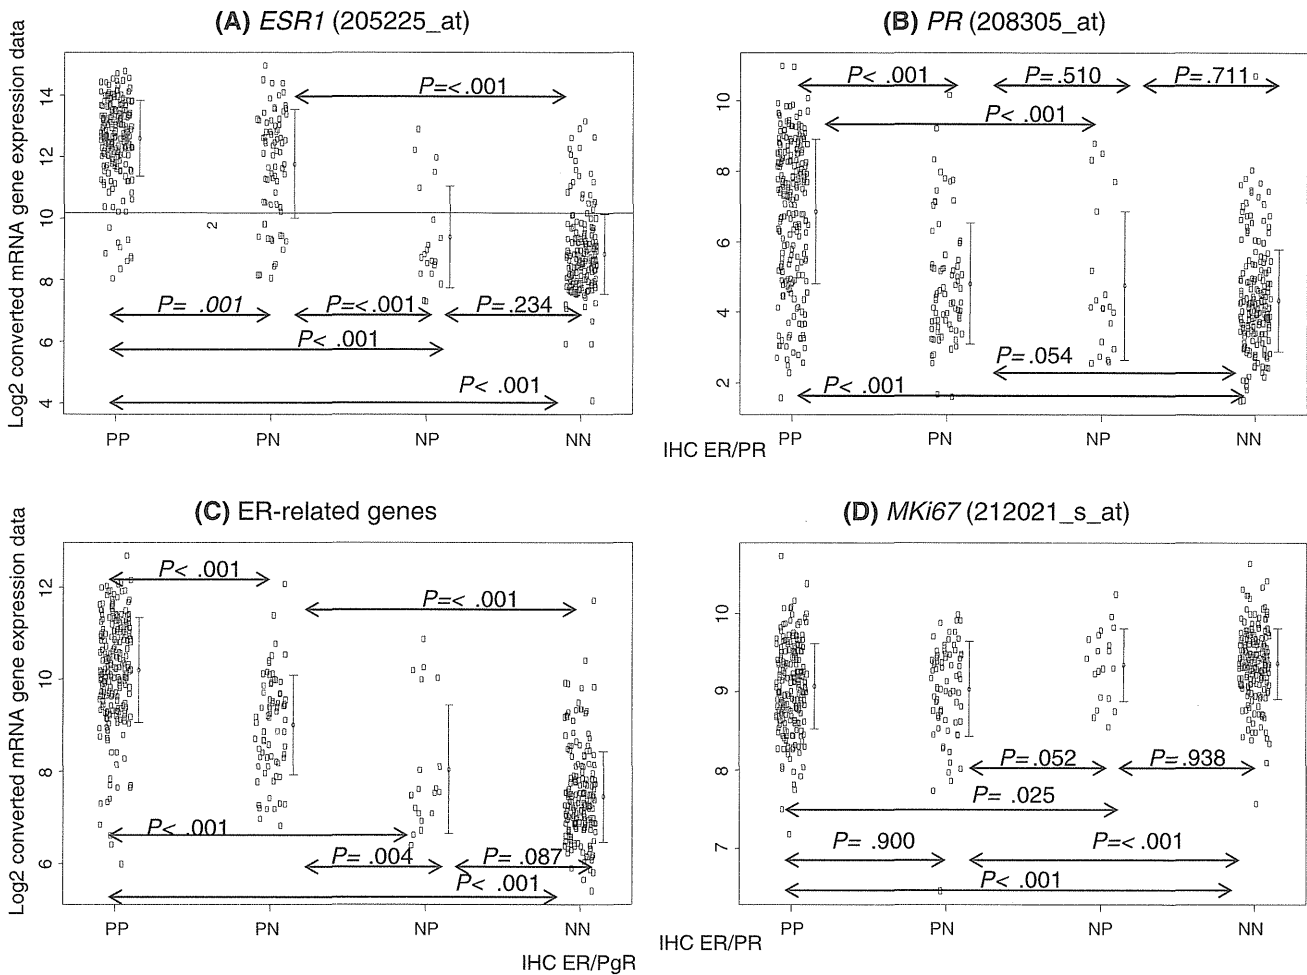 (A) ESR1 (205225_at)
Log2 converted mRNA gene expression data
14
12
10
8
6
4
P=<.001
2
P= .001
P=<.001
P= .234
P< .001
P< .001
PP
PN
NP
NN
(B) PR (208305_at)
10
8
6
4
2
P< .001
P= .510
P= .711
P< .001
P= .054
P< .001
PP
PN
NP
NN
IHC ER/PR
(C) ER-related genes
Log2 converted mRNA gene expression data
12
10
8
6
P< .001
P=< .001
P< .001
P= .004
P= .087
P< .001
PP
PN
NP
NN
IHC ER/PgR
(D) MKi67 (212021_s_at)
10
9
8
7
P= .052
P= .938
P= .025
P= .900
P=< .001
P< .001
PP
PN
NP
NN
IHC ER/PR